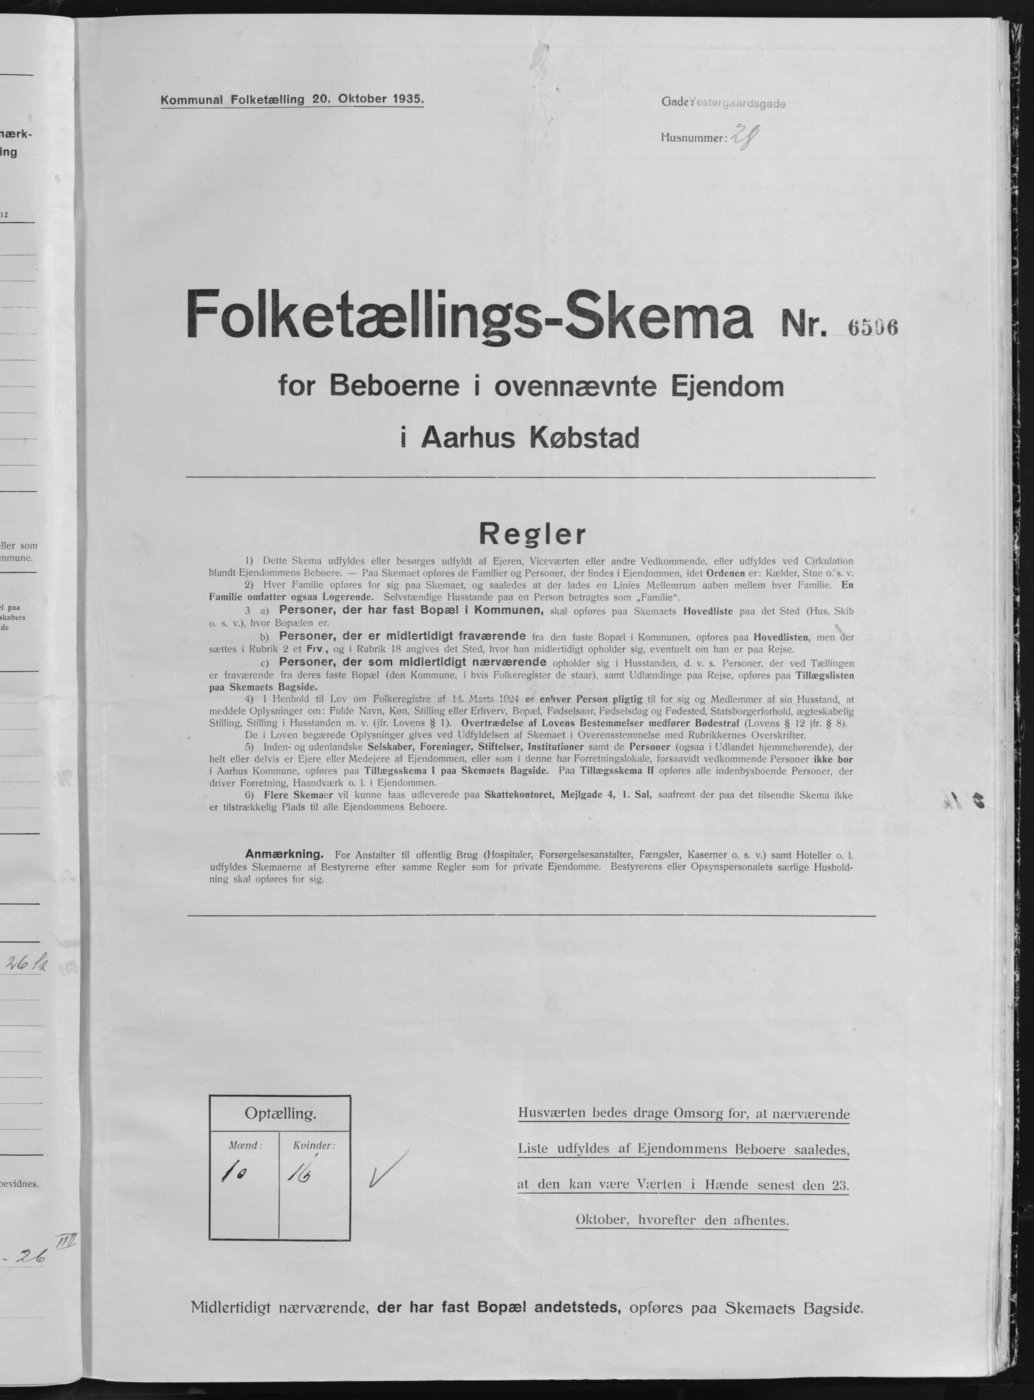 Kommunal Folketælling 20. Oktober 1935.
Gade: Vestergaardsgade
Husnummer: 28
Folketællings-Skema Nr. 6506
for Beboerne i ovennævnte Ejendom
i Aarhus Købstad
Regler
1) Dette Skema udfyldes eller besørges udfyldt af Ejeren, Viceværten eller andre Vedkommende, eller udfyldes ved Cirkulation
blandt Ejendommens Beboere. — Paa Skemaet opføres de Familier og Personer, der findes i Ejendommen, idet Ordenen er: Kælder, Stue o. s. v.
2) Hver Familie opføres for sig paa Skemaet, og saaledes at der lades en Linies Mellemrum aaben mellem hver Familie. En
Familie omfatter ogsaa Logerende. Selvstændige Husstande paa en Person betragtes som „Familie“.
3 a) Personer, der har fast Bopæl i Kommunen, skal opføres paa Skemaets Hovedliste paa det Sted (Hus, Skib
o. s. v.), hvor Bopælen er.
b) Personer, der er midlertidigt fraværende fra den faste Bopæl i Kommunen, opføres paa Hovedlisten, men der
sættes i Rubrik 2 et Frv., og i Rubrik 18 angives det Sted, hvor han midlertidigt opholder sig, eventuelt om han er paa Rejse.
c) Personer, der som midlertidigt nærværende opholder sig i Husstanden, d. v. s. Personer, der ved Tællingen
er fraværende fra deres faste Bopæl (den Kommune, i hvis Folkeregister de staar), samt Udlændinge paa Rejse, opføres paa Tillægslisten
paa Skemaets Bagside.
4) I Henhold til Lov om Folkeregistre af 14. Marts 1924 er enhver Person pligtig til for sig og Medlemmer af sin Husstand, at
meddele Oplysninger om: Fulde Navn, Køn, Stilling eller Erhverv, Bopæl, Fødselsaar, Fødselsdag og Fødested, Statsborgerforhold, ægteskabelig
Stilling, Stilling i Husstanden m. v. (jfr. Lovens § 1). Overtrædelse af Lovens Bestemmelser medfører Bødestraf (Lovens § 12 jfr. § 8).
De i Loven begærede Oplysninger gives ved Udfyldelsen af Skemaet i Overensstemmelse med Rubrikkernes Overskrifter.
5) Inden- og udenlandske Selskaber, Foreninger, Stiftelser, Institutioner samt de Personer (ogsaa i Udlandet hjemmehørende), der
helt eller delvis er Ejere eller Medejere af Ejendommen, eller som i denne har Forretningslokale, forsaavidt vedkommende Personer ikke bor
i Aarhus Kommune, opføres paa Tillægsskema I paa Skemaets Bagside. Paa Tillægsskema II opføres alle indenbysboende Personer, der
driver Forretning, Haandværk o. l. i Ejendommen.
6) Flere Skemaer vil kunne faas udleverede paa Skattekontoret, Mejlgade 4, 1. Sal, saafremt der paa det tilsendte Skema ikke
er tilstrækkelig Plads til alle Ejendommens Beboere.
Anmærkning. For Anstalter til offentlig Brug (Hospitaler, Forsørgelsesanstalter, Fængsler, Kaserner o. s. v.) samt Hoteller o. l.
udfyldes Skemaerne af Bestyrerne efter samme Regler som for private Ejendomme. Bestyrerens eller Opsynspersonalets særlige Hushold-
ning skal opføres for sig.
Optælling.
Mænd: Kvinder:
10 16
Husværten bedes drage Omsorg for, at nærværende
Liste udfyldes af Ejendommens Beboere saaledes,
at den kan være Værten i Hænde senest den 23.
Oktober, hvorefter den afhentes.
Midlertidigt nærværende, der har fast Bopæl andetsteds, opføres paa Skemaets Bagside.